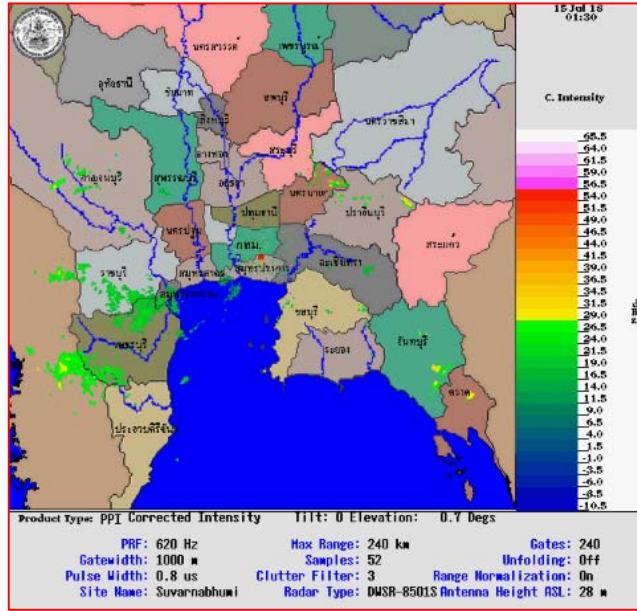 15 Jul 18
01:30
C. Intensity
นครสวรรค์
เพชรบูรณ์
อุทัยธานี
ชัยนาท
ลพบุรี
สิงห์บุรี
นครราชสีมา
อ่างทอง
สระบุรี
กาญจนบุรี
สุพรรณบุรี
อยุธยา
นครนายก
ปราจีนบุรี
ปทุมธานี
นครปฐม
กทม.
สระแก้ว
ฉะเชิงเทรา
ราชบุรี
สมุทรสาคร
สมุทรปราการ
สมุทรสงคราม
ชลบุรี
เพชรบุรี
ระยอง
จันทบุรี
ตราด
ประจวบคีรีขันธ์
65.5
64.0
61.5
59.0
56.5
54.0
51.5
49.0
46.5
44.0
41.5
39.0
36.5
34.0
31.5
29.0
26.5
24.0
21.5
19.0
16.5
14.0
11.5
9.0
6.5
4.0
1.5
-1.0
-3.5
-6.0
-8.5
-10.5
Product Type: PPI Corrected Intensity Tilt: 0 Elevation: 0.7 Degs
PRF: 620 Hz Max Range: 240 km Gates: 240
Gatewidth: 1000 m Samples: 52 Unfolding: Off
Pulse Width: 0.8 us Clutter Filter: 3 Range Normalization: On
Site Name: Suvarnabhumi Radar Type: DWSR-8501S Antenna Height ASL: 28 m